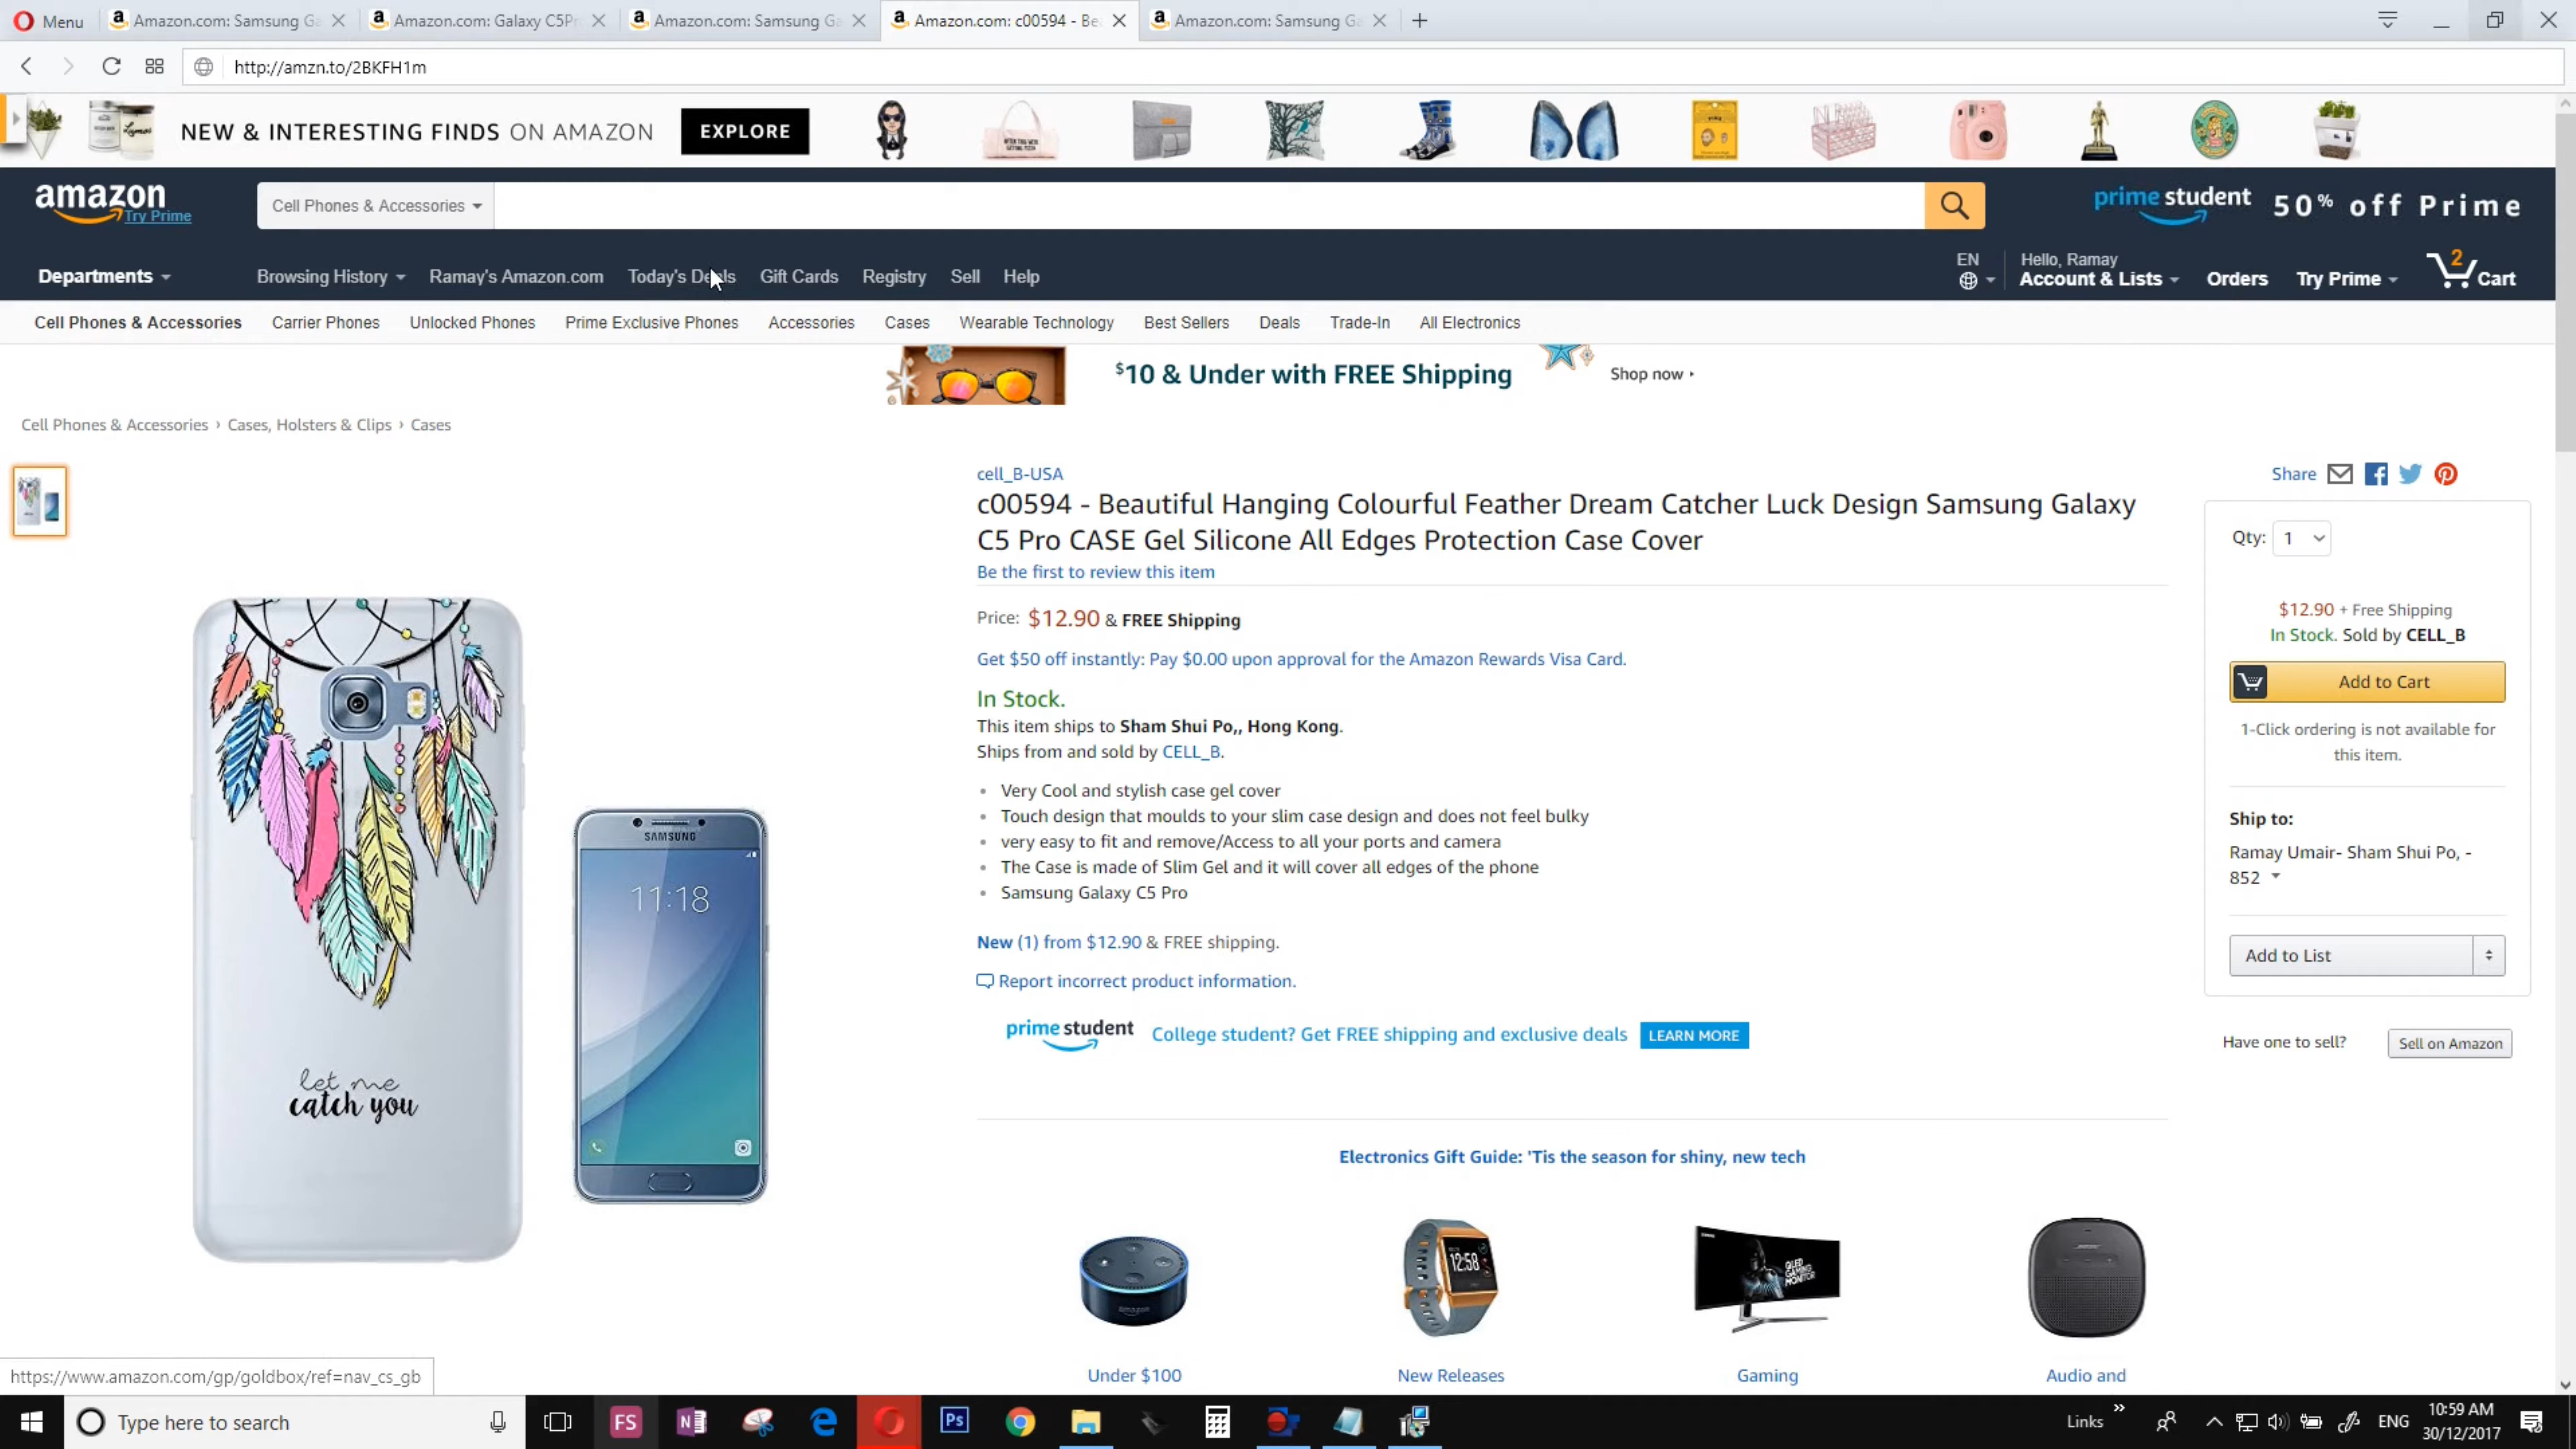 Menu
Amazon.com: Samsung Ga
Amazon.com: Galaxy C5Pr
Amazon.com: Samsung Ga
Amazon.com: c00594 - Be
Amazon.com: Samsung Ga
http://amzn.to/2BKFH1m
NEW & INTERESTING FINDS ON AMAZON
EXPLORE
amazon
Try Prime
Cell Phones & Accessories
prime student 50% off Prime
Departments
Browsing History
Ramay's Amazon.com
Today's Deals
Gift Cards
Registry
Sell
Help
EN
Hello, Ramay
Account & Lists
Orders
Try Prime
2
Cart
Cell Phones & Accessories
Carrier Phones
Unlocked Phones
Prime Exclusive Phones
Accessories
Cases
Wearable Technology
Best Sellers
Deals
Trade-In
All Electronics
$10 & Under with FREE Shipping
Shop now
Cell Phones & Accessories › Cases, Holsters & Clips › Cases
cell_B-USA
c00594 - Beautiful Hanging Colourful Feather Dream Catcher Luck Design Samsung Galaxy
C5 Pro CASE Gel Silicone All Edges Protection Case Cover
Be the first to review this item
Price: $12.90 & FREE Shipping
Get $50 off instantly: Pay $0.00 upon approval for the Amazon Rewards Visa Card.
In Stock.
This item ships to Sham Shui Po,, Hong Kong.
Ships from and sold by CELL_B.
Very Cool and stylish case gel cover
Touch design that moulds to your slim case design and does not feel bulky
very easy to fit and remove/Access to all your ports and camera
The Case is made of Slim Gel and it will cover all edges of the phone
Samsung Galaxy C5 Pro
New (1) from $12.90 & FREE shipping.
Report incorrect product information.
prime student
College student? Get FREE shipping and exclusive deals
LEARN MORE
Share
Qty: 1
$12.90 + Free Shipping
In Stock. Sold by CELL_B
Add to Cart
1-Click ordering is not available for
this item.
Ship to:
Ramay Umair- Sham Shui Po, -
852
Add to List
Have one to sell?
Sell on Amazon
SAMSUNG
11:18
let me
catch you
Electronics Gift Guide: 'Tis the season for shiny, new tech
12:58
QLED
GAMING
MONITOR
Under $100
New Releases
Gaming
Audio and
https://www.amazon.com/gp/goldbox/ref=nav_cs_gb
Type here to search
FS
N
Ps
Links
ENG
10:59 AM
30/12/2017